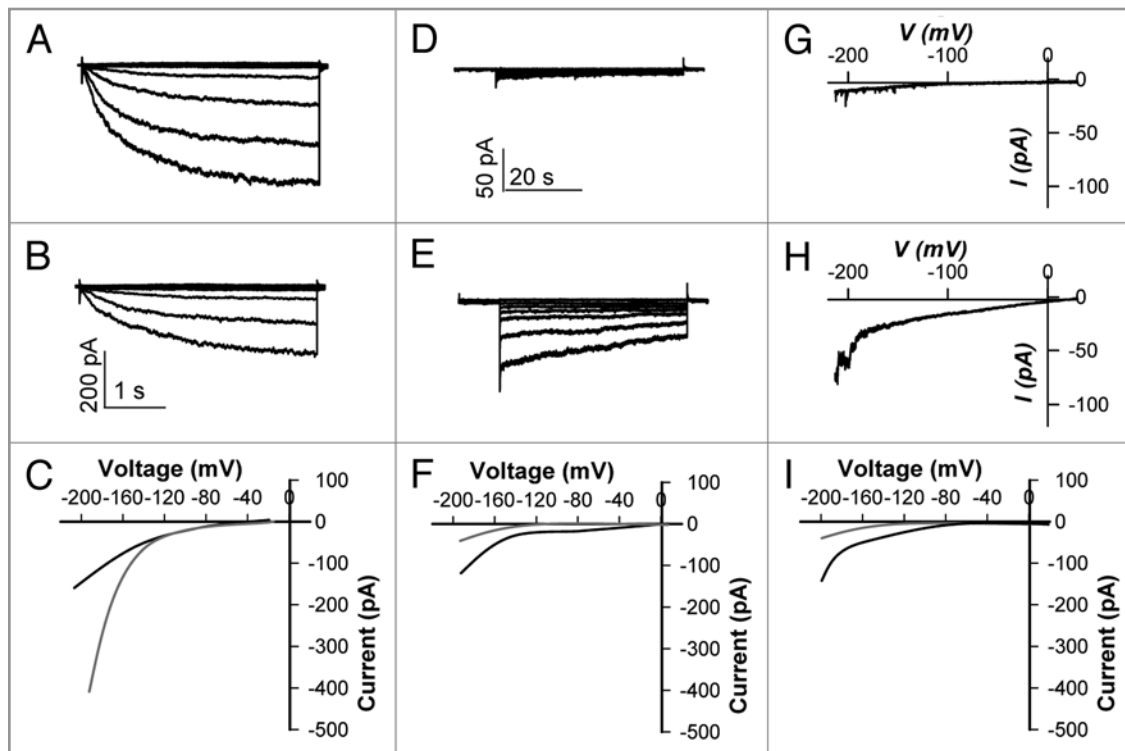 A
D
50 pA
20 s
G
V (mV)
-200 -100 0
0
-50
-100
I (pA)
B
200 pA
1 s
E
H
V (mV)
-200 -100 0
0
-50
-100
I (pA)
C
Voltage (mV)
-200 -160 -120 -80 -40 0
100
0
-100
-200
-300
-400
-500
Current (pA)
F
Voltage (mV)
-200 -160 -120 -80 -40 0
100
0
-100
-200
-300
-400
-500
Current (pA)
I
Voltage (mV)
-200 -160 -120 -80 -40 0
100
0
-100
-200
-300
-400
-500
Current (pA)